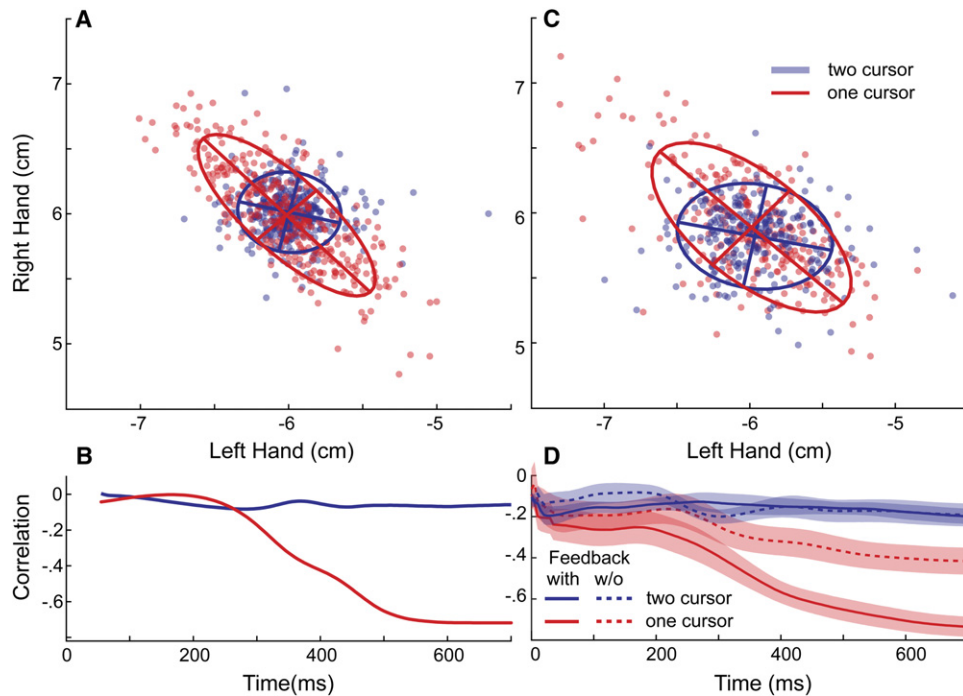 A
C
7
6
5
Right Hand (cm)
-7
-6
-5
Left Hand (cm)
7
6
5
two cursor
one cursor
-7
-6
-5
Left Hand (cm)
B
0
-.2
-.4
-.6
Correlation
0
200
400
600
Time(ms)
D
0
-.2
-.4
-.6
Feedback
with w/o
two cursor
one cursor
0
200
400
600
Time (ms)